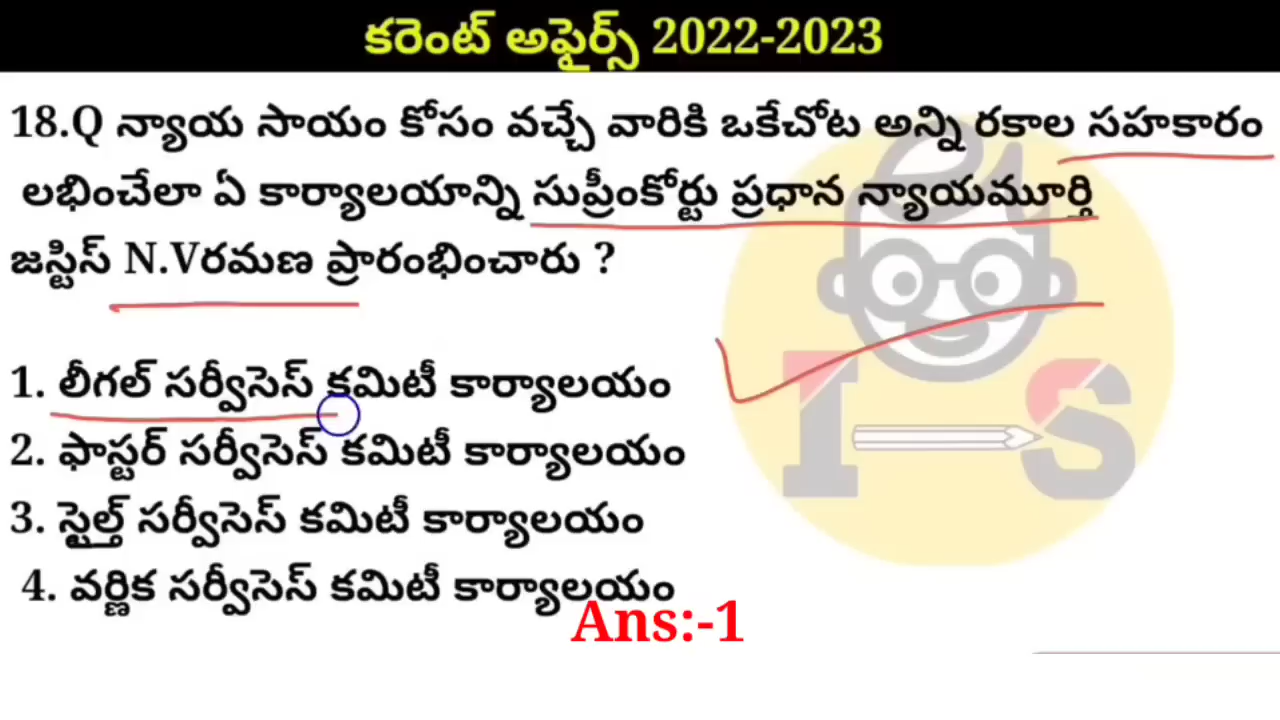 కరెంట్ అఫైర్స్ 2022-2023
18.Q న్యాయ సాయం కోసం వచ్చే వారికి ఒకేచోట అన్ని రకాల సహకారం
లభించేలా ఏ కార్యాలయాన్ని సుప్రీంకోర్టు ప్రధాన న్యాయమూర్తి
జస్టిస్ N.Vరమణ ప్రారంభించారు ?
1. లీగల్ సర్వీసెస్ కమిటీ కార్యాలయం
2. ఫాస్టర్ సర్వీసెస్ కమిటీ కార్యాలయం
3. స్టైల్త్ సర్వీసెస్ కమిటీ కార్యాలయం
4. వర్ణిక సర్వీసెస్ కమిటీ కార్యాలయం
Ans:-1
I S